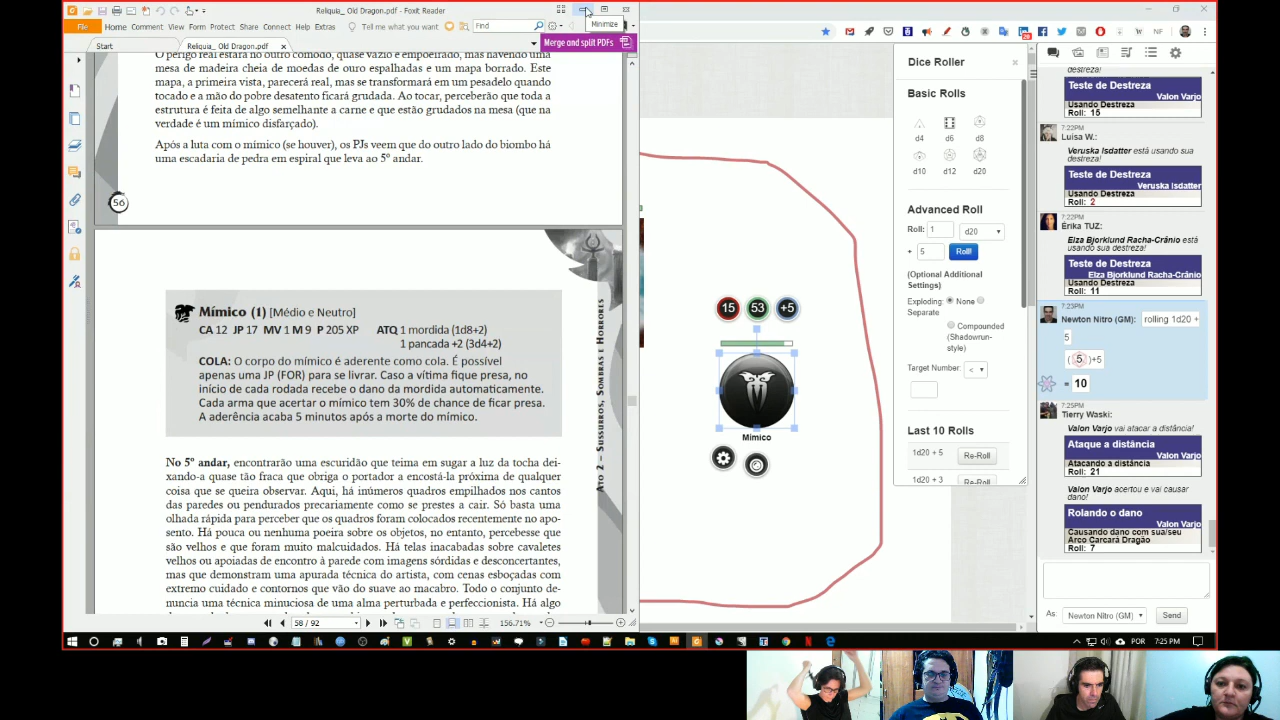 Reliquia_ Old Dragon.pdf - Foxit Reader
Minimize
File Home Comment View Form Protect Share Connect Help Extras Tell me what you want... Find
Merge and split PDFs
Start Reliquia_ Old Dragon.pdf
mesa de madeira cheia de moedas de ouro espalhadas e um mapa borrado. Este
mapa, a primeira vista, parecerá real, mas se transformará em um pesadelo quando
tocado e a mão do pobre desatento ficará grudada. Ao tocar, perceberão que toda a
estrutura é feita de algo semelhante a carne e que estão grudados na mesa (que na
verdade é um mímico disfarçado).
Após a luta com o mímico (se houver), os PJs veem que do outro lado do biombo há
uma escadaria de pedra em espiral que leva ao 5º andar.
56
Mímico (1) [Médio e Neutro]
CA 12 JP 17 MV 1 M 9 P 205 XP ATQ 1 mordida (1d8+2)
1 pancada +2 (3d4+2)
COLA: O corpo do mímico é aderente como cola. É possível
apenas uma JP (FOR) para se livrar. Caso a vítima fique presa, no
início de cada rodada recebe o dano da mordida automaticamente.
Cada arma que acertar o mímico tem 30% de chance de ficar presa.
A aderência acaba 5 minutos após a morte do mímico.
Ato 2 – Sussurros, Sombras e Horrores
No 5º andar, encontrarão uma escuridão que teima em sugar a luz da tocha dei-
xando-a quase tão fraca que obriga o portador a encostá-la próxima de qualquer
coisa que se queira observar. Aqui, há inúmeros quadros empilhados nos cantos
das paredes ou pendurados precariamente como se prestes a cair. Só basta uma
olhada rápida para perceber que os quadros foram colocados recentemente no apo-
sento. Há pouca ou nenhuma poeira sobre os objetos, no entanto, percebesse que
são velhos e que foram muito malcuidados. Há telas inacabadas sobre cavaletes
velhos ou apoiadas de encontro à parede com imagens sórdidas e desconcertantes,
mas que demonstram uma apurada técnica do artista, com cenas esboçadas com
extremo cuidado e contornos que vão do suave ao macabro. Todo o conjunto de-
nuncia uma técnica minuciosa de uma alma perturbada e perfeccionista. Há algo
58 / 92
156.71%
15 53 +5
Mímico
Dice Roller
Basic Rolls
d4 d6 d8
d10 d12 d20
Advanced Roll
Roll: 1 d20
+ 5 Roll!
(Optional Additional
Settings)
Exploding: None
Separate
Compounded
(Shadowrun-
style)
Target Number: <
Last 10 Rolls
1d20 + 5 Re-Roll
1d20 + 3 Re-Roll
NF
28
destreza!
Teste de Destreza
Valon Varjo
Usando Destreza
Roll: 15
7:22PM
Luisa W.:
Veruska Isdatter está usando sua
destreza!
Teste de Destreza
Veruska Isdatter
Usando Destreza
Roll: 2
7:22PM
Érika TUZ:
Elza Bjorklund Racha-Crânio está
usando sua destreza!
Teste de Destreza
Elza Bjorklund Racha-Crânio
Usando Destreza
Roll: 11
7:23PM
Newton Nitro (GM): rolling 1d20 +
5
(5)+5
= 10
7:25PM
Tierry Waski:
Valon Varjo vai atacar a distância!
Ataque a distância
Valon Varjo
Atacando a distância
Roll: 21
Valon Varjo acertou e vai causar
dano!
Rolando o dano
Valon Varjo
Causando dano com sua/seu
Arco Carcará Dragão
Roll: 7
As: Newton Nitro (GM) Send
POR 7:25 PM